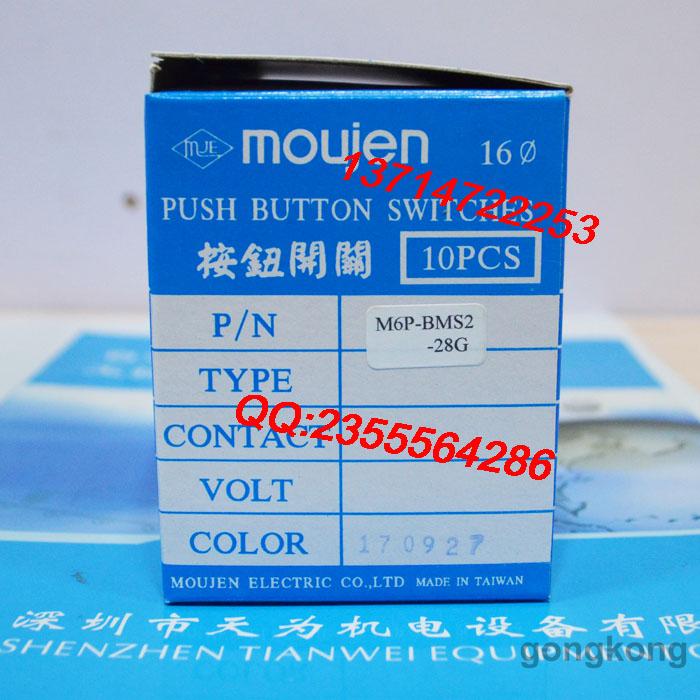 MJE moujen 16Ø
13714722253
PUSH BUTTON SWITCHES
按鈕開關 10PCS
P/N M6P-BMS2
-28G
TYPE
QQ:2355564286
CONTACT
VOLT
COLOR 170927
MOUJEN ELECTRIC CO.,LTD MADE IN TAIWAN
深圳市天为机电设备有限
SHENZHEN TIANWEI EQU
gongkong